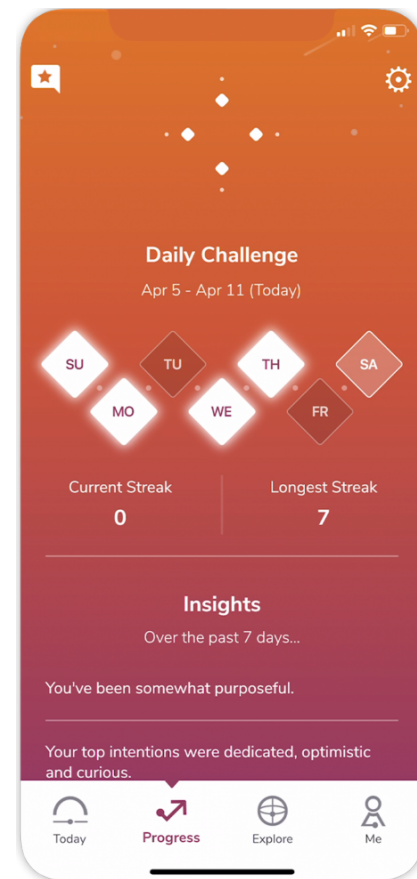 Daily Challenge
Apr 5 - Apr 11 (Today)
SU TU TH SA
MO WE FR
Current Streak Longest Streak
0 7
Insights
Over the past 7 days...
You've been somewhat purposeful.
Your top intentions were dedicated, optimistic
and curious.
Today Progress Explore Me